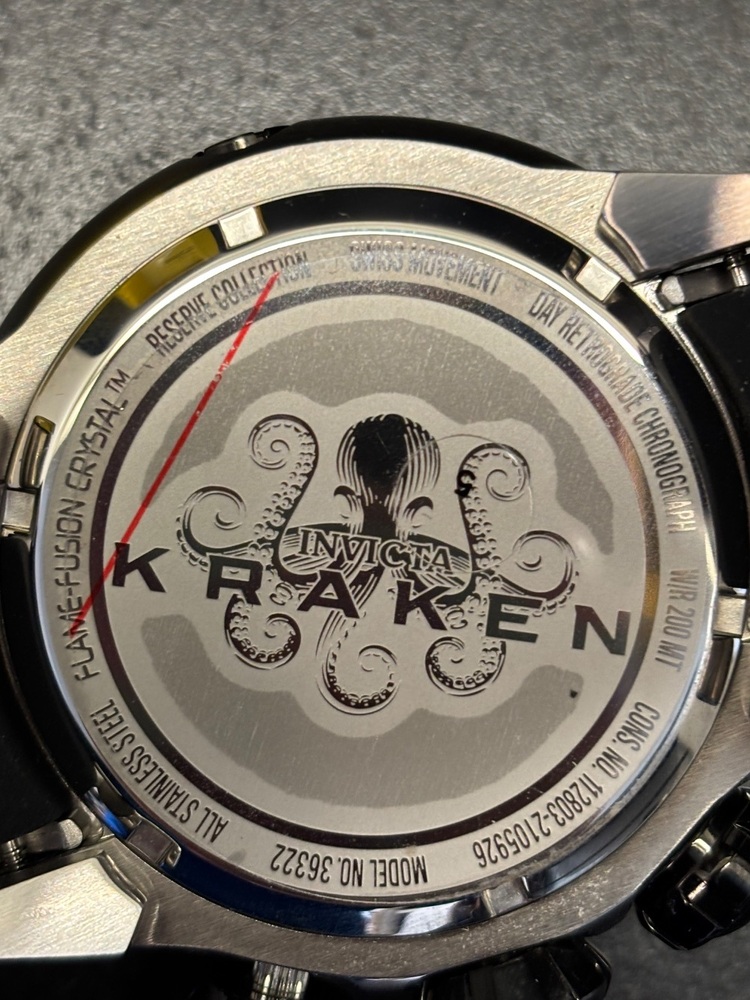 RESERVE COLLECTION
SWISS MOVEMENT
DAY RETROGRADE CHRONOGRAPH
WR 200 MT
CONS. NO. 112803-2105926
MODEL NO. 36322
ALL STAINLESS STEEL
FLAME-FUSION CRYSTAL™
INVICTA
KRAKEN